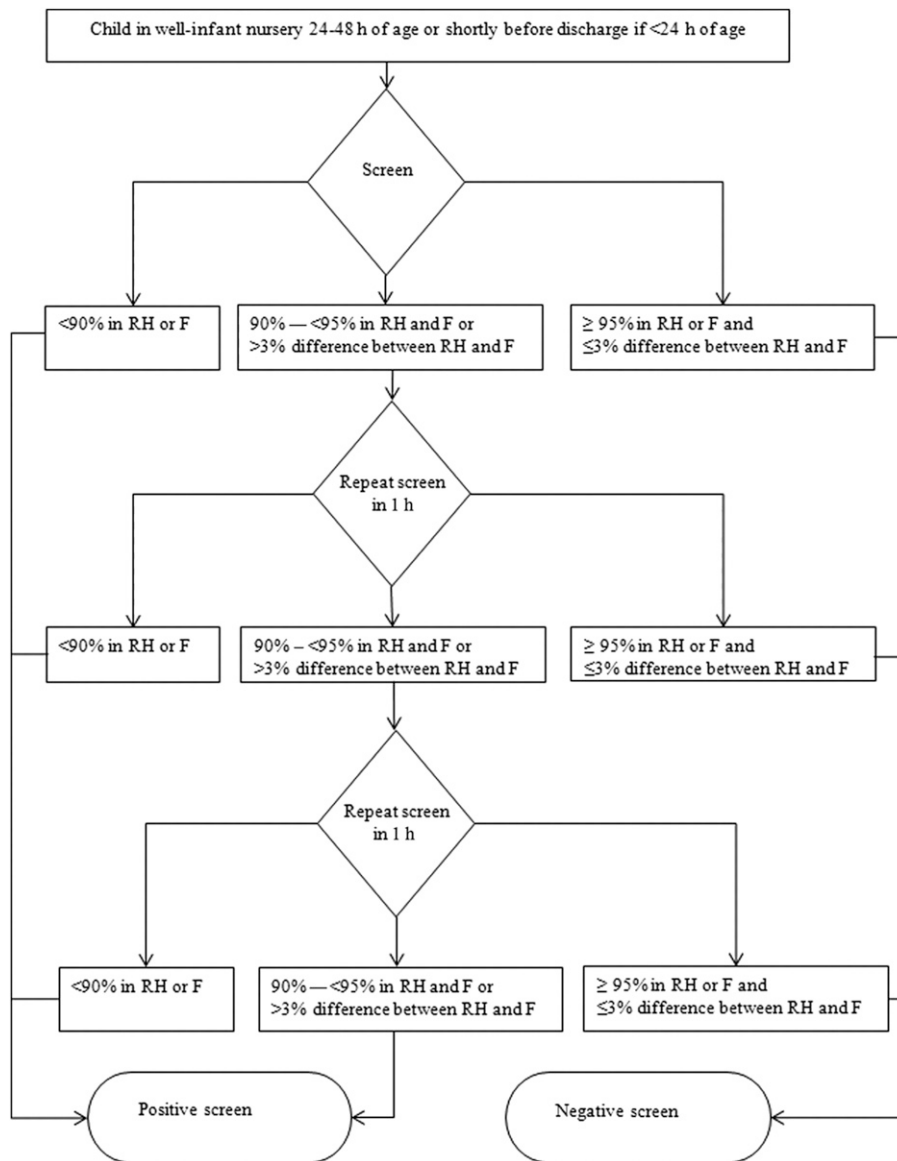 Child in well-infant nursery 24-48 h of age or shortly before discharge if <24 h of age
Screen
<90% in RH or F
90% — <95% in RH and F or
>3% difference between RH and F
≥ 95% in RH or F and
≤3% difference between RH and F
Repeat screen
in 1 h
<90% in RH or F
90% – <95% in RH and F or
>3% difference between RH and F
≥ 95% in RH or F and
≤3% difference between RH and F
Repeat screen
in 1 h
<90% in RH or F
90% — <95% in RH and F or
>3% difference between RH and F
≥ 95% in RH or F and
≤3% difference between RH and F
Positive screen
Negative screen